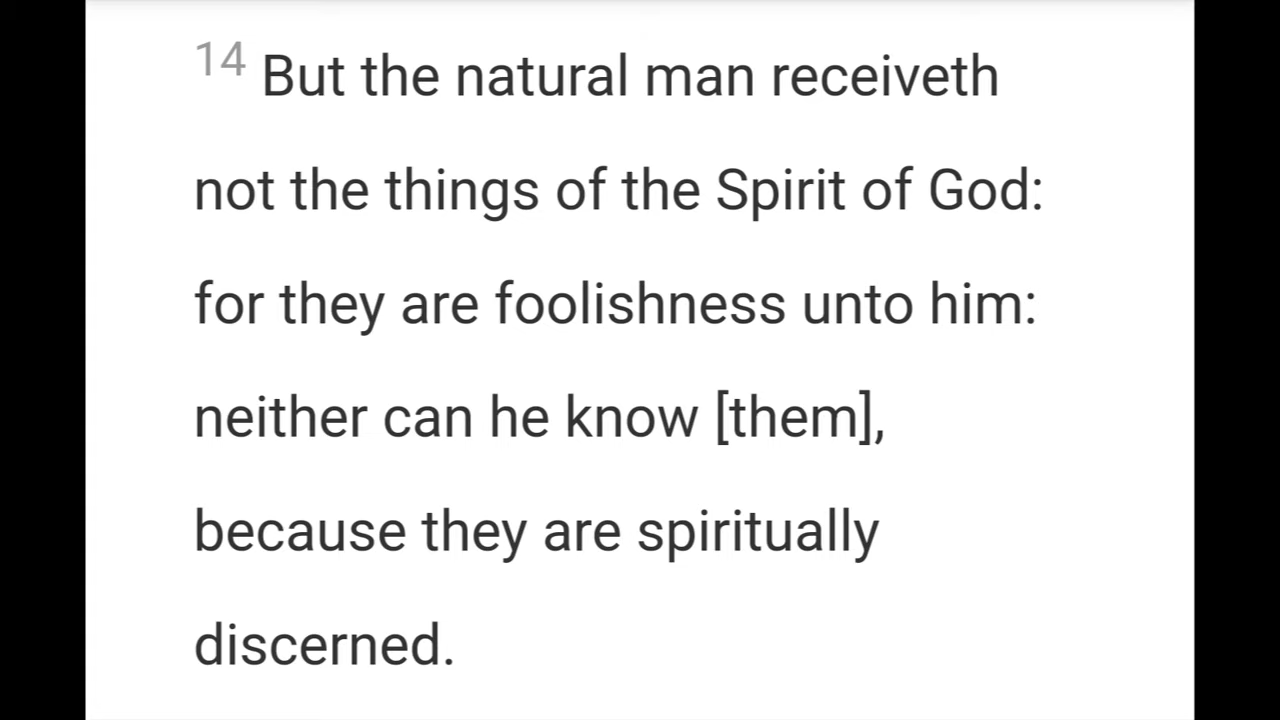 14 But the natural man receiveth
not the things of the Spirit of God:
for they are foolishness unto him:
neither can he know [them],
because they are spiritually
discerned.